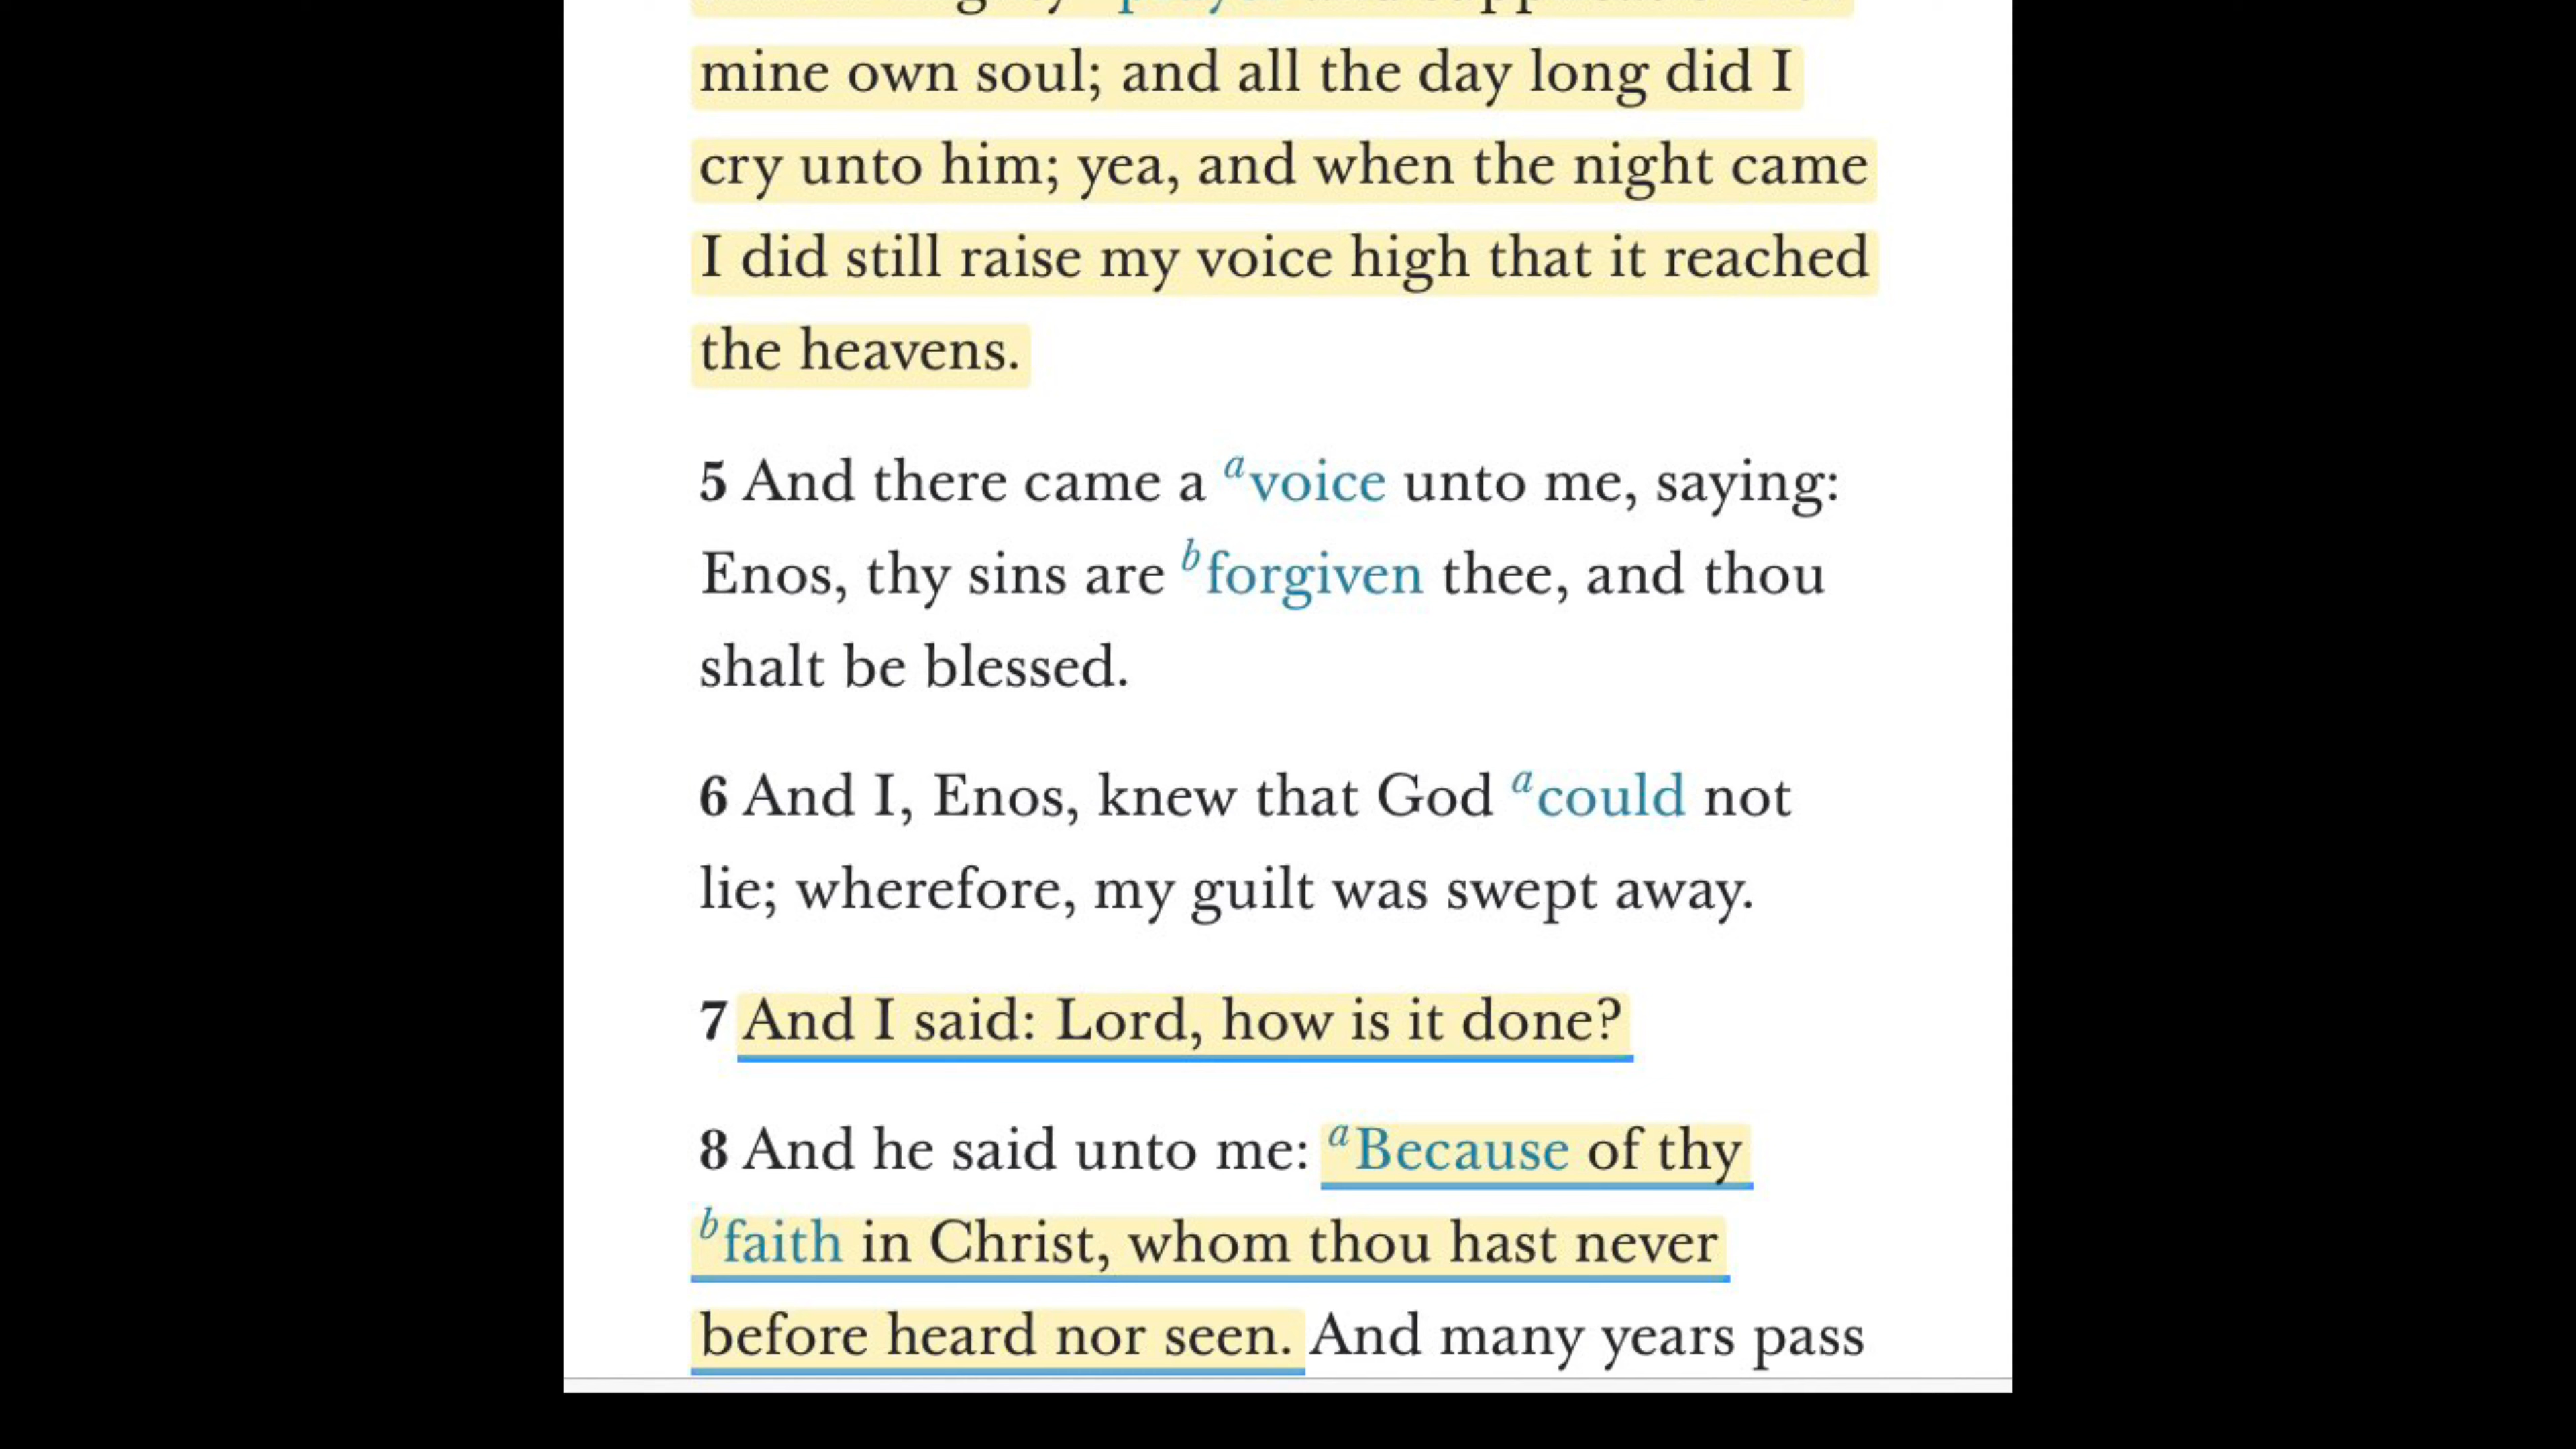 mine own soul; and all the day long did I
cry unto him; yea, and when the night came
I did still raise my voice high that it reached
the heavens.
5 And there came a a voice unto me, saying:
Enos, thy sins are b forgiven thee, and thou
shalt be blessed.
6 And I, Enos, knew that God a could not
lie; wherefore, my guilt was swept away.
7 And I said: Lord, how is it done?
8 And he said unto me: a Because of thy
b faith in Christ, whom thou hast never
before heard nor seen. And many years pass